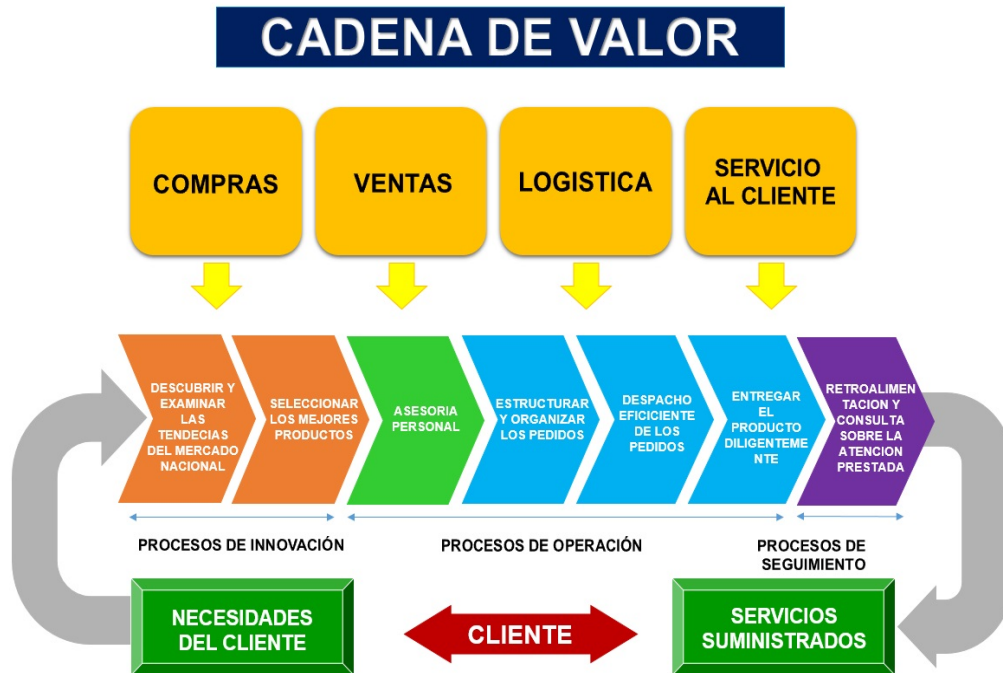 CADENA DE VALOR
COMPRAS
VENTAS
LOGISTICA
SERVICIO
AL CLIENTE
DESCUBRIR Y
EXAMINAR
LAS
TENDECIAS
DEL MERCADO
NACIONAL
SELECCIONAR
LOS MEJORES
PRODUCTOS
ASESORIA
PERSONAL
ESTRUCTURAR
Y ORGANIZAR
LOS PEDIDOS
DESPACHO
EFICICIENTE
DE LOS
PEDIDOS
ENTREGAR
EL
PRODUCTO
DILIGENTEME
NTE
RETROALIMEN
TACION Y
CONSULTA
SOBRE LA
ATENCION
PRESTADA
PROCESOS DE INNOVACIÓN
PROCESOS DE OPERACIÓN
PROCESOS DE
SEGUIMIENTO
NECESIDADES
DEL CLIENTE
CLIENTE
SERVICIOS
SUMINISTRADOS